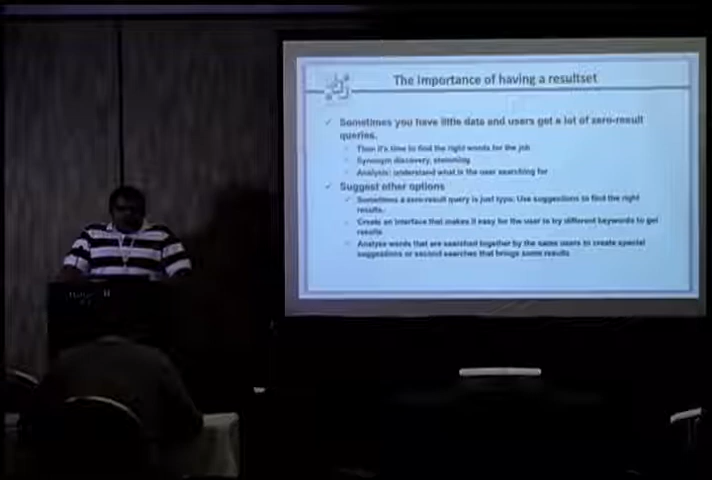 The Importance of having a resultset
Sometimes you have little data and users get a lot of zero-result
queries.
Then it's time to find the right words for the job
Synonym discovery, stemming
Analysis: understand what is the user searching for
Suggest other options
Sometimes a zero-result query is just typo. Use suggestions to find the right
results.
Create an interface that makes it easy for the user to try different keywords to get
results
Analyze words that are searched together by the same users to create special
suggestions or second searches that brings some results